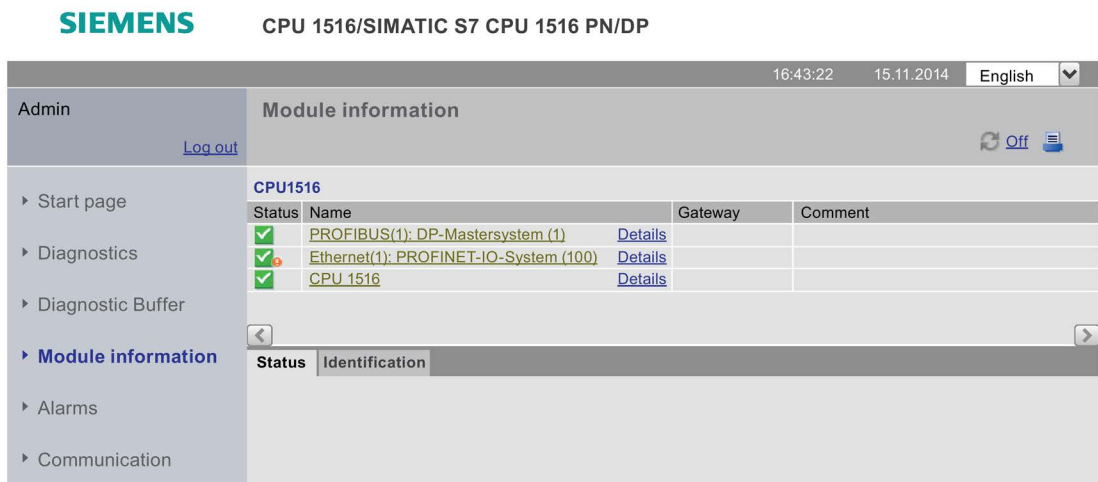 SIEMENS CPU 1516/SIMATIC S7 CPU 1516 PN/DP
16:43:22 15.11.2014 English
Admin
Log out
Module information
Off
Start page
Diagnostics
Diagnostic Buffer
Module information
Alarms
Communication
CPU1516
Status Name Gateway Comment
PROFIBUS(1): DP-Mastersystem (1) Details
Ethernet(1): PROFINET-IO-System (100) Details
CPU 1516 Details
Status Identification